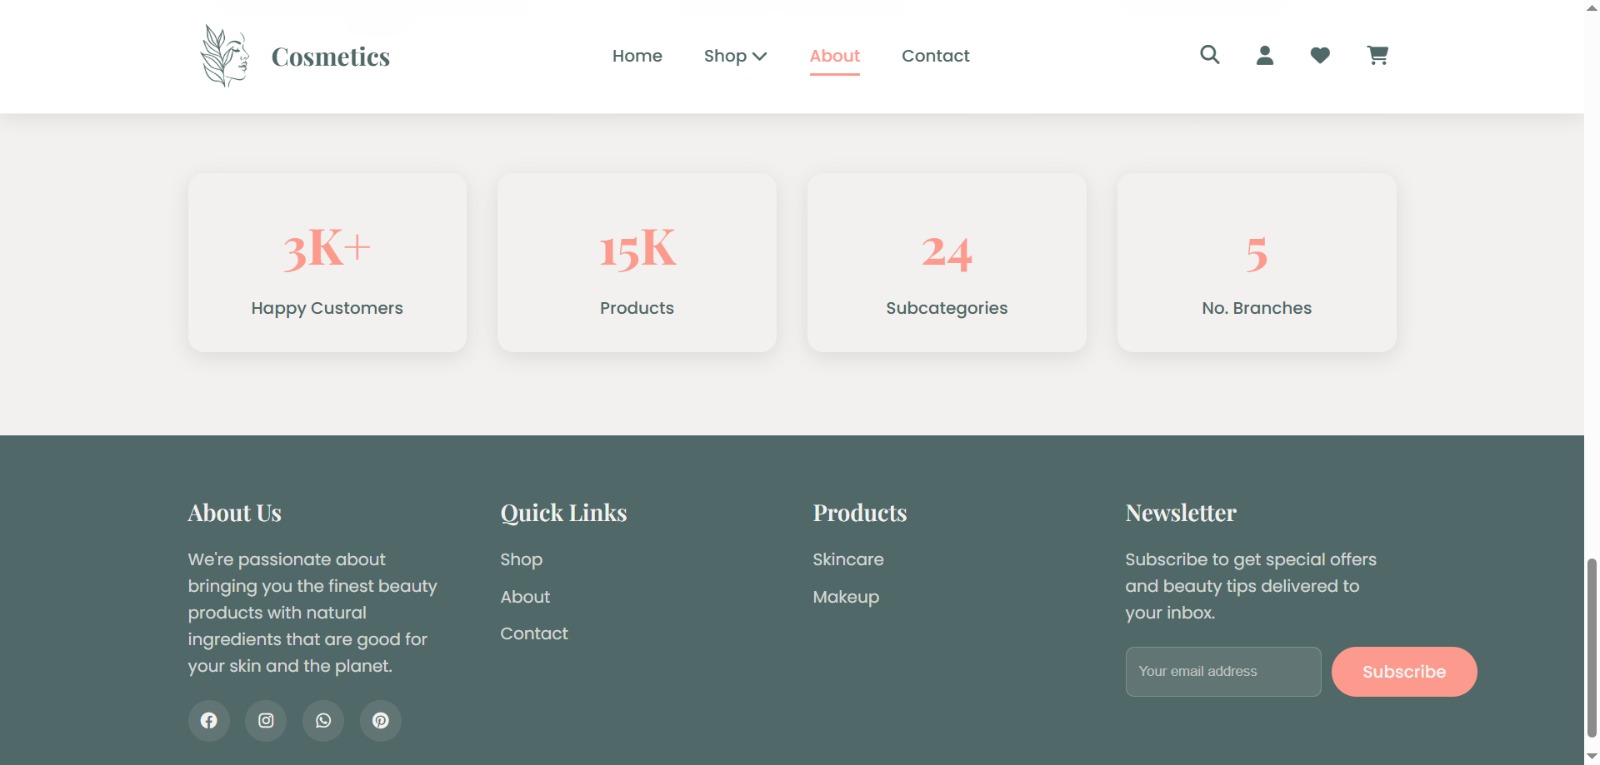 Cosmetics
Home
Shop
About
Contact
3K+
Happy Customers
15K
Products
24
Subcategories
5
No. Branches
About Us
We're passionate about
bringing you the finest beauty
products with natural
ingredients that are good for
your skin and the planet.
Quick Links
Shop
About
Contact
Products
Skincare
Makeup
Newsletter
Subscribe to get special offers
and beauty tips delivered to
your inbox.
Your email address
Subscribe